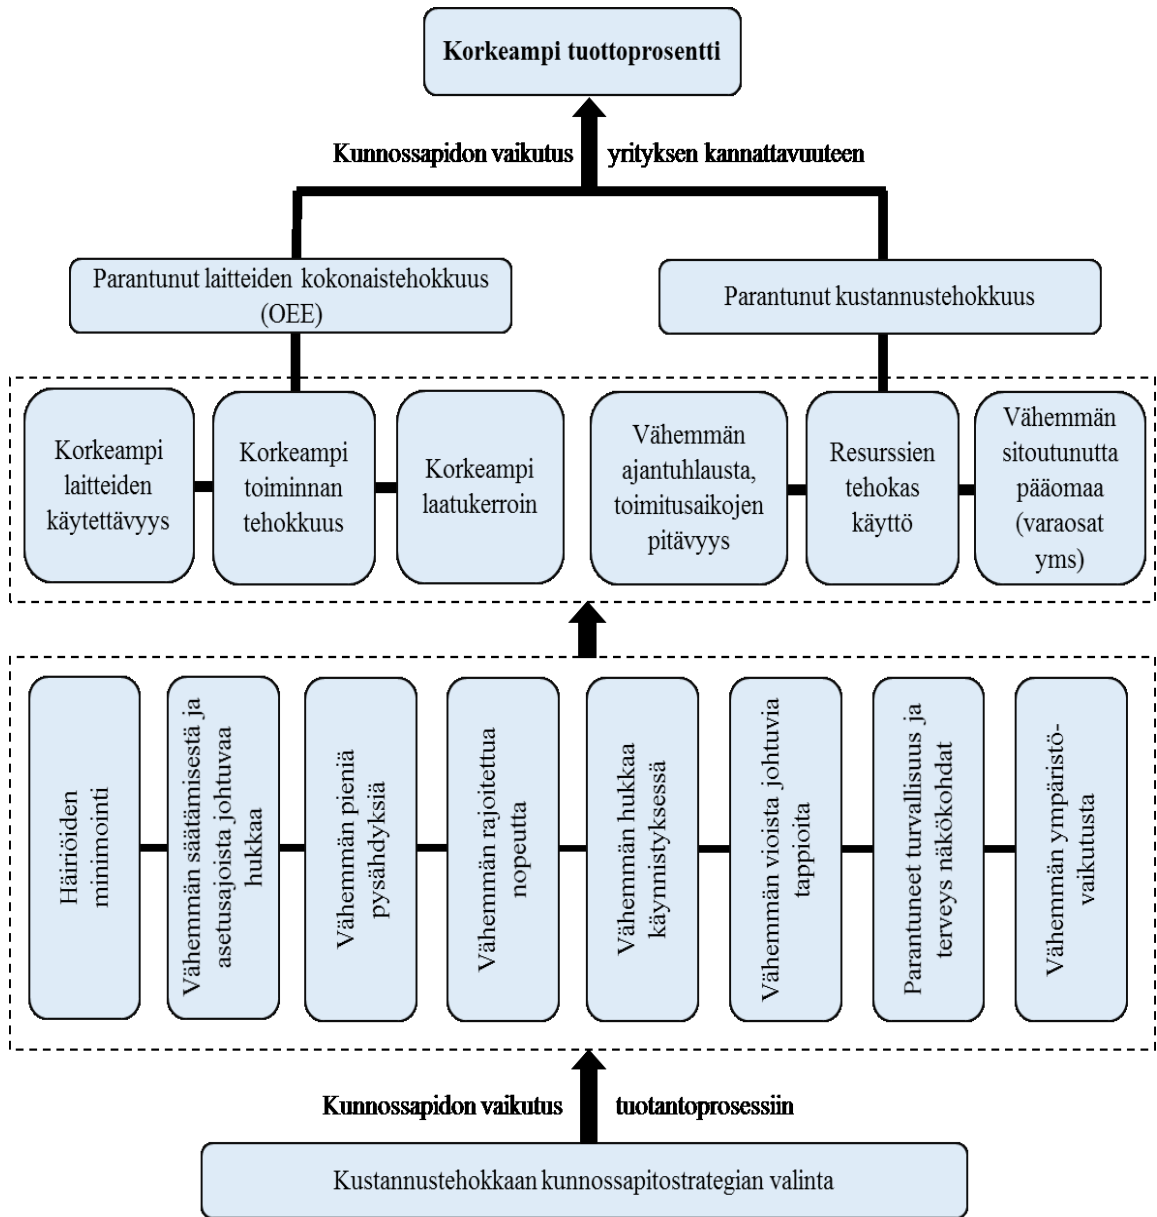 Korkeampi tuottoprosentti
Kunnossapidon vaikutus yrityksen kannattavuuteen
Parantunut laitteiden kokonaistehokkuus
(OEE)
Parantunut kustannustehokkuus
Korkeampi
laitteiden
käytettävyys
Korkeampi
toiminnan
tehokkuus
Korkeampi
laatukerroin
Vähemmän
ajantuhlausta,
toimitusaikojen
pitävyys
Resurssien
tehokas
käyttö
Vähemmän
sitoutunutta
pääomaa
(varaosat
yms)
Häiriöiden
minimointi
Vähemmän säätämisestä ja
asetusajoista johtuvaa
hukkaa
Vähemmän pieniä
pysähdyksiä
Vähemmän rajoitettua
nopeutta
Vähemmän hukkaa
käynnistyksessä
Vähemmän vioista johtuvia
tappioita
Parantuneet turvallisuus ja
terveys näkökohdat
Vähemmän ympäristö-
vaikutusta
Kunnossapidon vaikutus tuotantoprosessiin
Kustannustehokkaan kunnossapitostrategian valinta